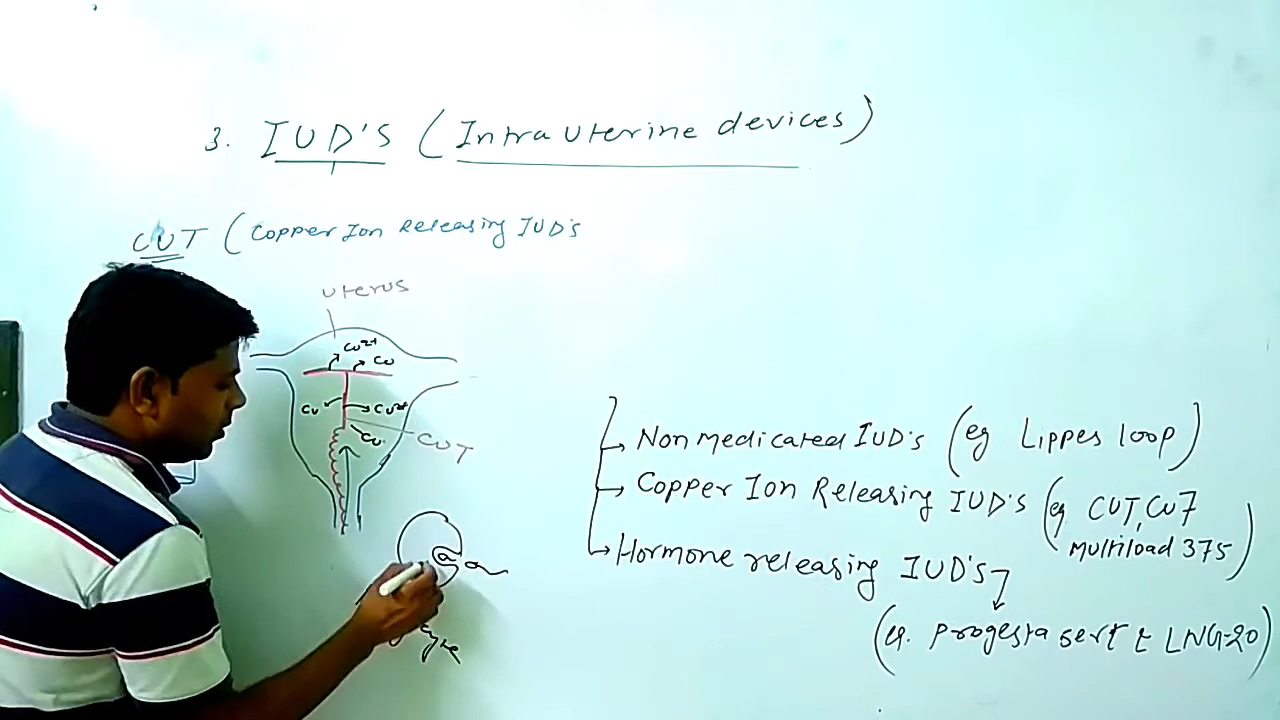 3. IUD'S (Intra Uterine devices)
CUT (Copper Ion Releasing IUD's
Uterus
Cu2+ Cu
Cu Cu2+
Cu
CUT
Non medicated IUD's (eg Lippes loop)
Copper Ion Releasing IUD's (eg CUT, Cu7
Multiload 375)
Hormone releasing IUD's
(eg. Progesta sert & LNG-20)